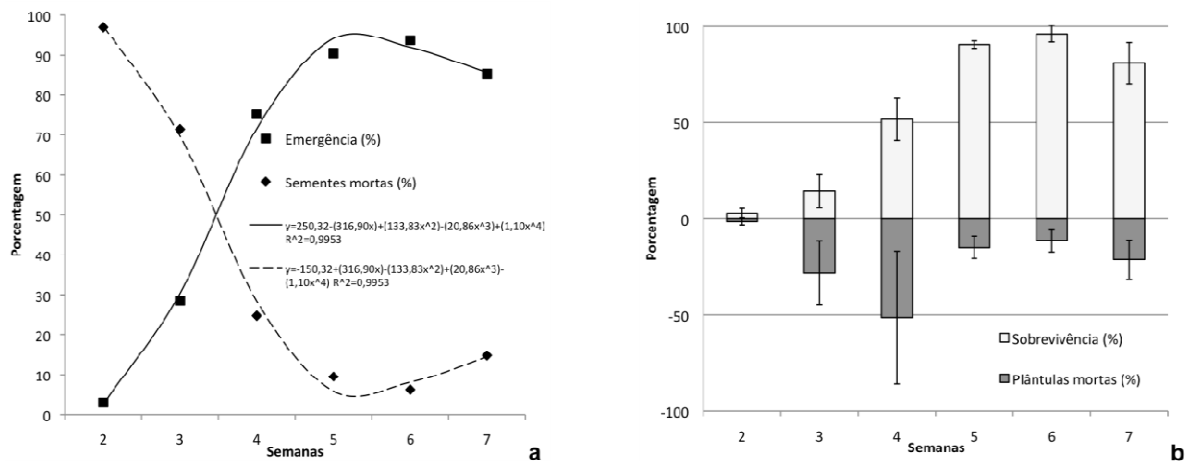 100
90
80
70
60
50
40
30
20
10
0
Porcentagem
Emergência (%)
Sementes mortas (%)
y=250,32-(316,90x)+(133,83x^2)-(20,86x^3)+(1,10x^4)
R^2=0,9953
y=-150,32+(316,90x)-(133,83x^2)+(20,86x^3)-
(1,10x^4) R^2=0,9953
2 3 4 5 6 7
Semanas
a
100
50
0
-50
-100
Porcentagem
Sobrevivência (%)
Plântulas mortas (%)
2 3 4 5 6 7
Semanas
b